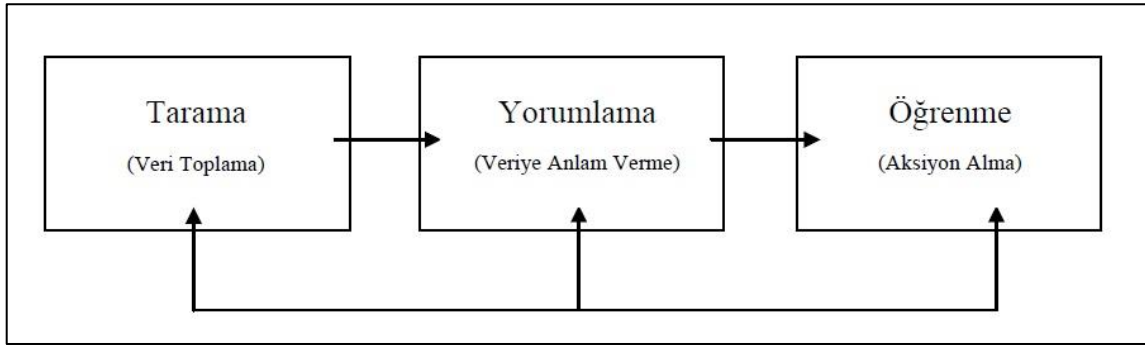 Tarama
(Veri Toplama)
Yorumlama
(Veriye Anlam Verme)
Öğrenme
(Aksiyon Alma)